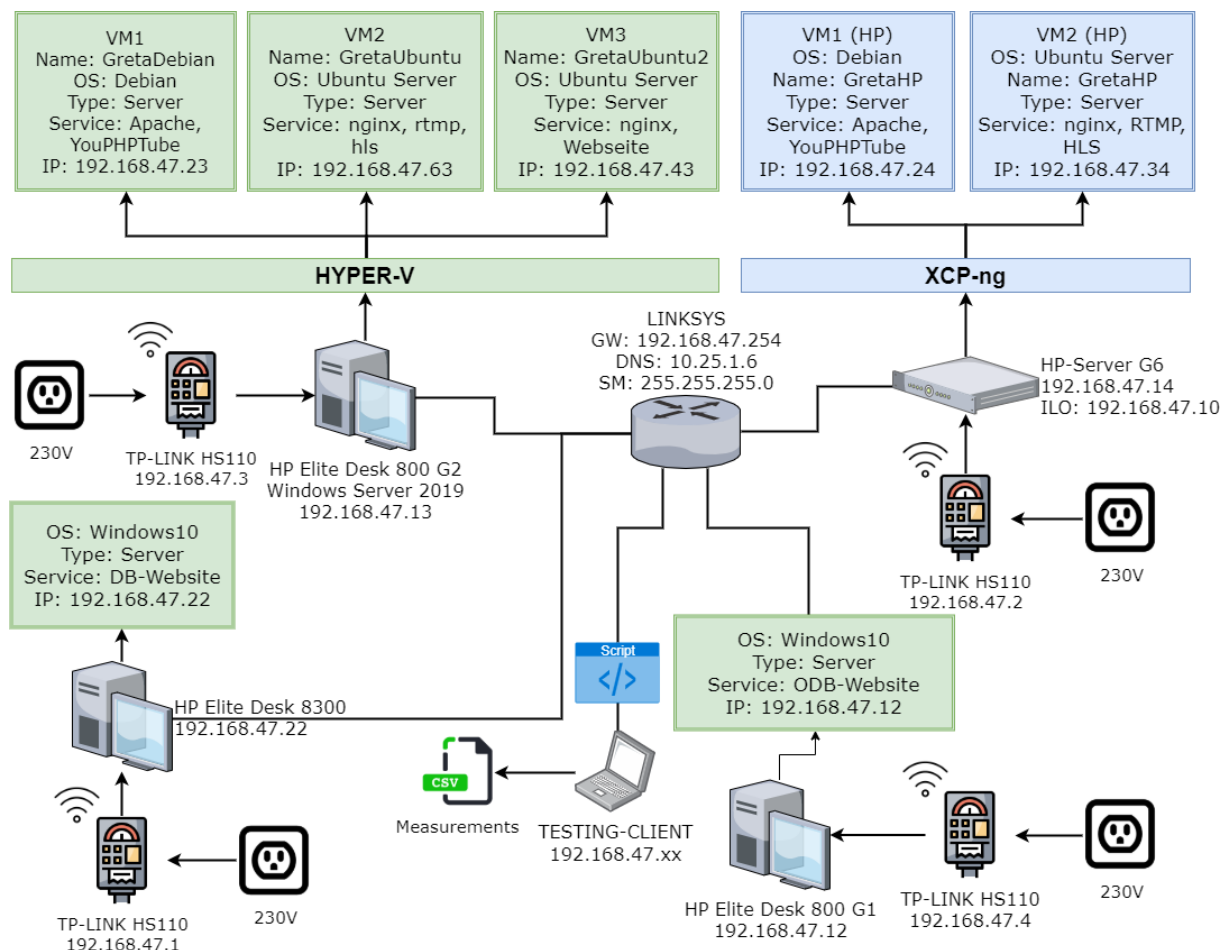 VM1
Name: GretaDebian
OS: Debian
Type: Server
Service: Apache,
YouPHPTube
IP: 192.168.47.23
VM2
Name: GretaUbuntu
OS: Ubuntu Server
Type: Server
Service: nginx, rtmp,
hls
IP: 192.168.47.63
VM3
Name: GretaUbuntu2
OS: Ubuntu Server
Type: Server
Service: nginx,
Webseite
IP: 192.168.47.43
VM1 (HP)
OS: Debian
Name: GretaHP
Type: Server
Service: Apache,
YouPHPTube
IP: 192.168.47.24
VM2 (HP)
OS: Ubuntu Server
Name: GretaHP
Type: Server
Service: nginx, RTMP,
HLS
IP: 192.168.47.34
HYPER-V
XCP-ng
LINKSYS
GW: 192.168.47.254
DNS: 10.25.1.6
SM: 255.255.255.0
HP-Server G6
192.168.47.14
ILO: 192.168.47.10
230V
TP-LINK HS110
192.168.47.3
HP Elite Desk 800 G2
Windows Server 2019
192.168.47.13
TP-LINK HS110
192.168.47.2
230V
OS: Windows10
Type: Server
Service: DB-Website
IP: 192.168.47.22
Script
</>
OS: Windows10
Type: Server
Service: ODB-Website
IP: 192.168.47.12
HP Elite Desk 8300
192.168.47.22
CSV
Measurements
TESTING-CLIENT
192.168.47.xx
TP-LINK HS110
192.168.47.1
230V
HP Elite Desk 800 G1
192.168.47.12
TP-LINK HS110
192.168.47.4
230V